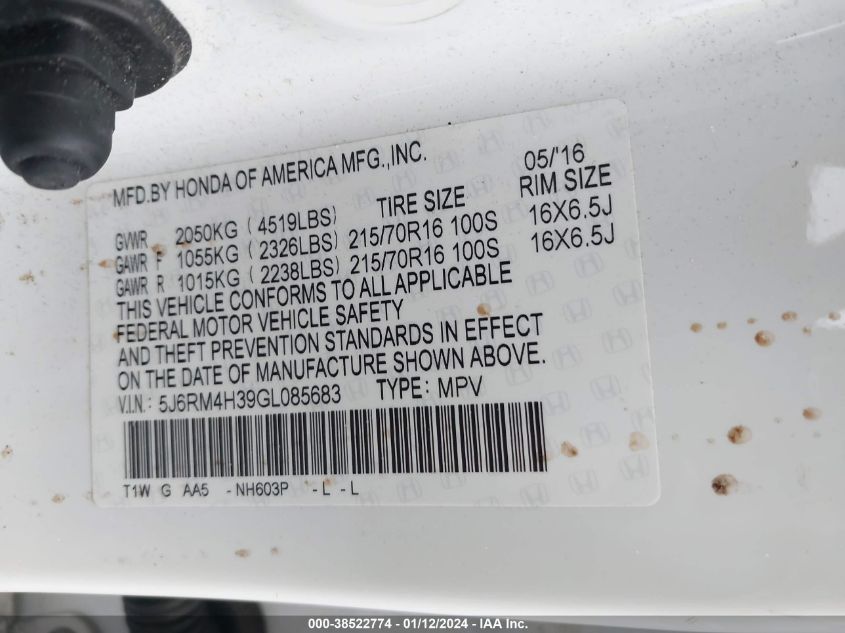 MFD.BY HONDA OF AMERICA MFG.,INC. 05/'16
TIRE SIZE RIM SIZE
GVWR 2050KG (4519LBS)
GAWR F 1055KG (2326LBS) 215/70R16 100S 16X6.5J
GAWR R 1015KG (2238LBS) 215/70R16 100S 16X6.5J
THIS VEHICLE CONFORMS TO ALL APPLICABLE
FEDERAL MOTOR VEHICLE SAFETY
AND THEFT PREVENTION STANDARDS IN EFFECT
ON THE DATE OF MANUFACTURE SHOWN ABOVE.
V.I.N.: 5J6RM4H39GL085683 TYPE: MPV
T1W G AA5 -NH603P -L -L
000-38522774 - 01/12/2024 - IAA Inc.